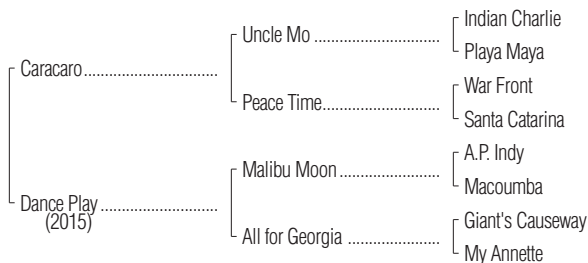 Indian Charlie
Uncle Mo
Playa Maya
Caracaro
War Front
Peace Time
Santa Catarina
A.P. Indy
Malibu Moon
Macoumba
Dance Play
(2015)
Giant's Causeway
All for Georgia
My Annette